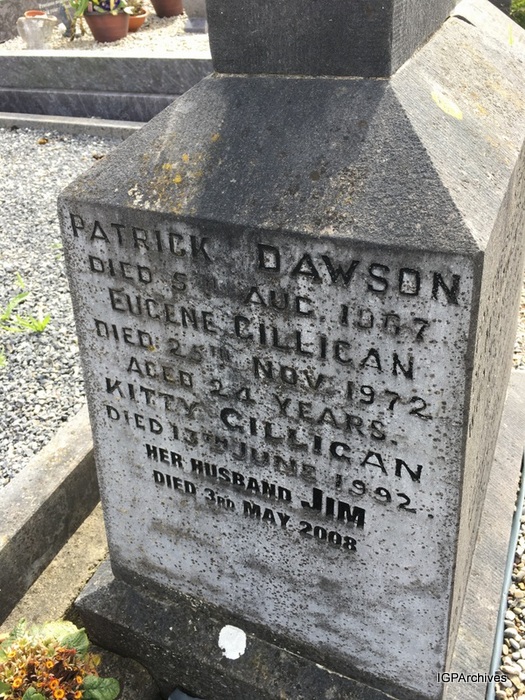 PATRICK DAWSON
DIED 5TH AUG. 1967
EUGENE GILLIGAN
DIED 25TH NOV. 1972
AGED 24 YEARS.
KITTY GILLIGAN
DIED 13TH JUNE 1992.
HER HUSBAND JIM
DIED 3RD MAY 2008
IGPArchives